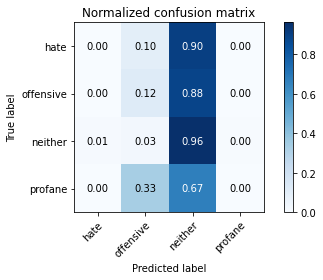 Normalized confusion matrix
True label
hate 0.00 0.10 0.90 0.00
offensive 0.00 0.12 0.88 0.00
neither 0.01 0.03 0.96 0.00
profane 0.00 0.33 0.67 0.00
hate offensive neither profane
Predicted label
0.8
0.6
0.4
0.2
0.0